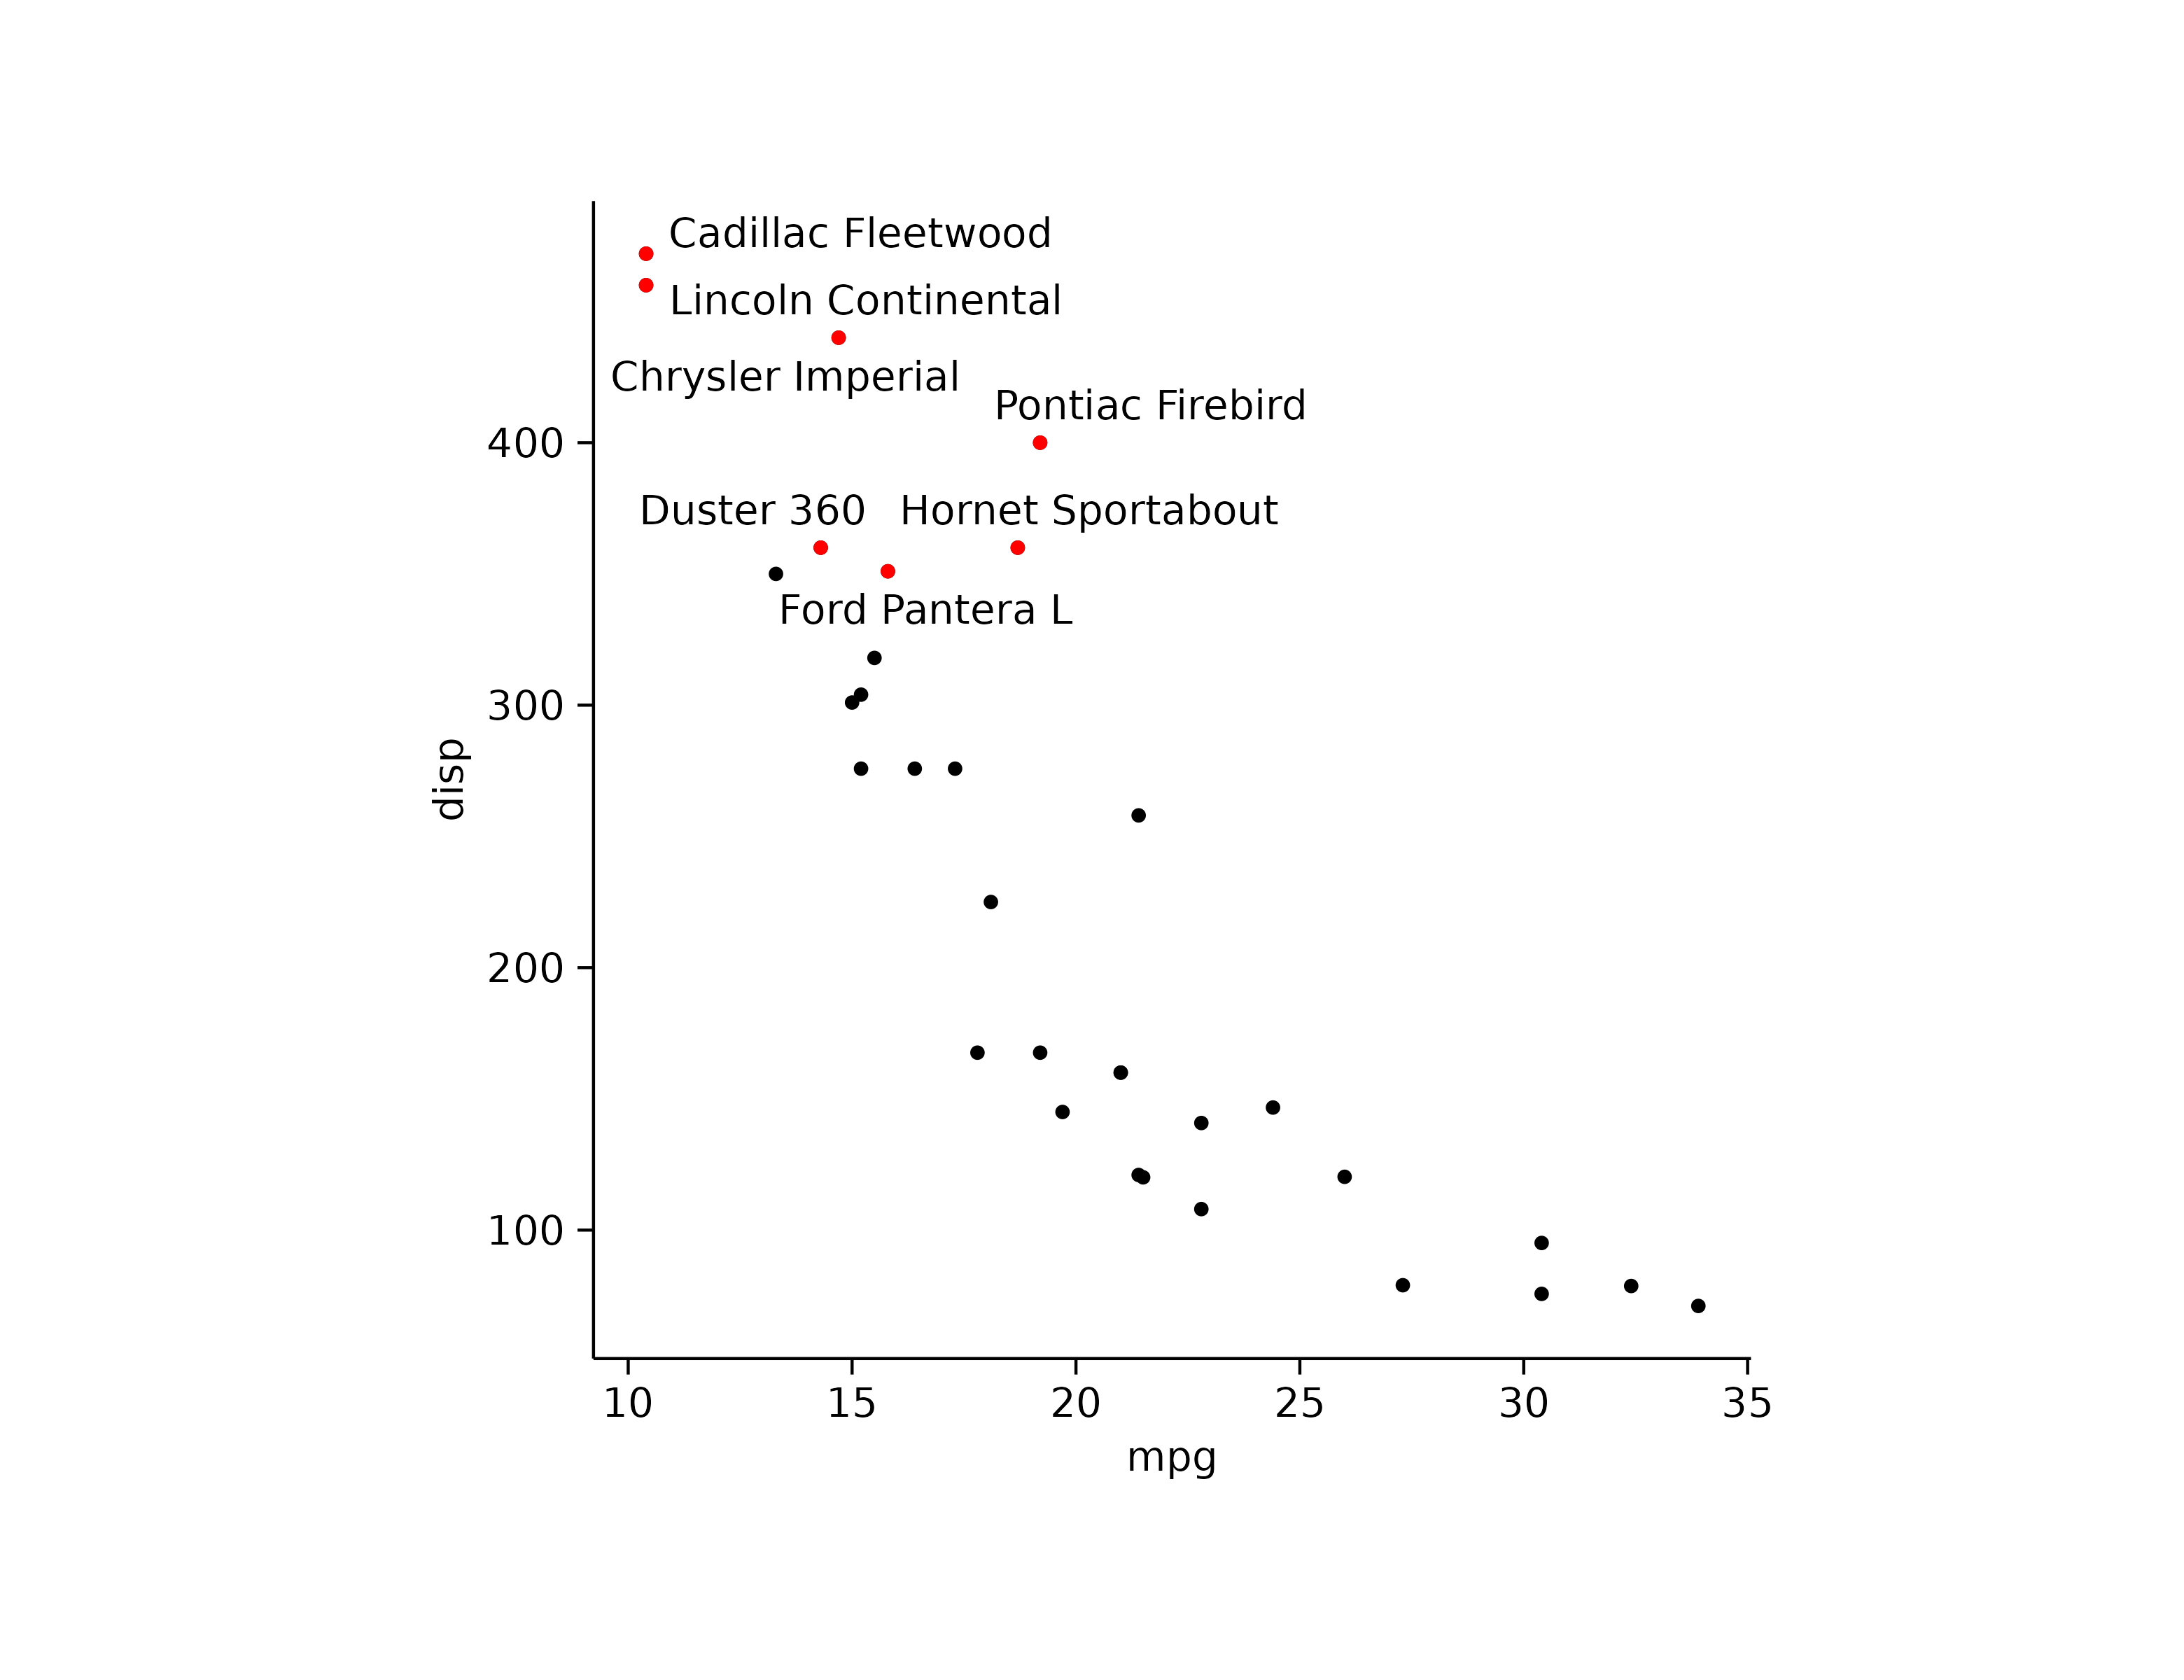 Cadillac Fleetwood
Lincoln Continental
Chrysler Imperial
Pontiac Firebird
400
Duster 360
Hornet Sportabout
Ford Pantera L
300
disp
200
100
10 15 20 25 30 35
mpg